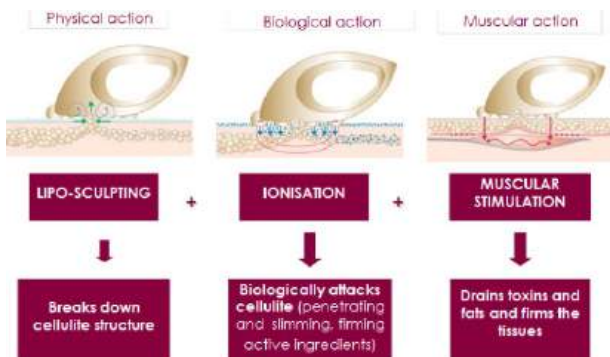 Physical action
Biological action
Muscular action
LIPO-SCULPTING
+
IONISATION
+
MUSCULAR
STIMULATION
Breaks down
cellulite structure
Biologically attacks
cellulite (penetrating
and slimming, firming
active ingredients)
Drains toxins and
fats and firms the
tissues